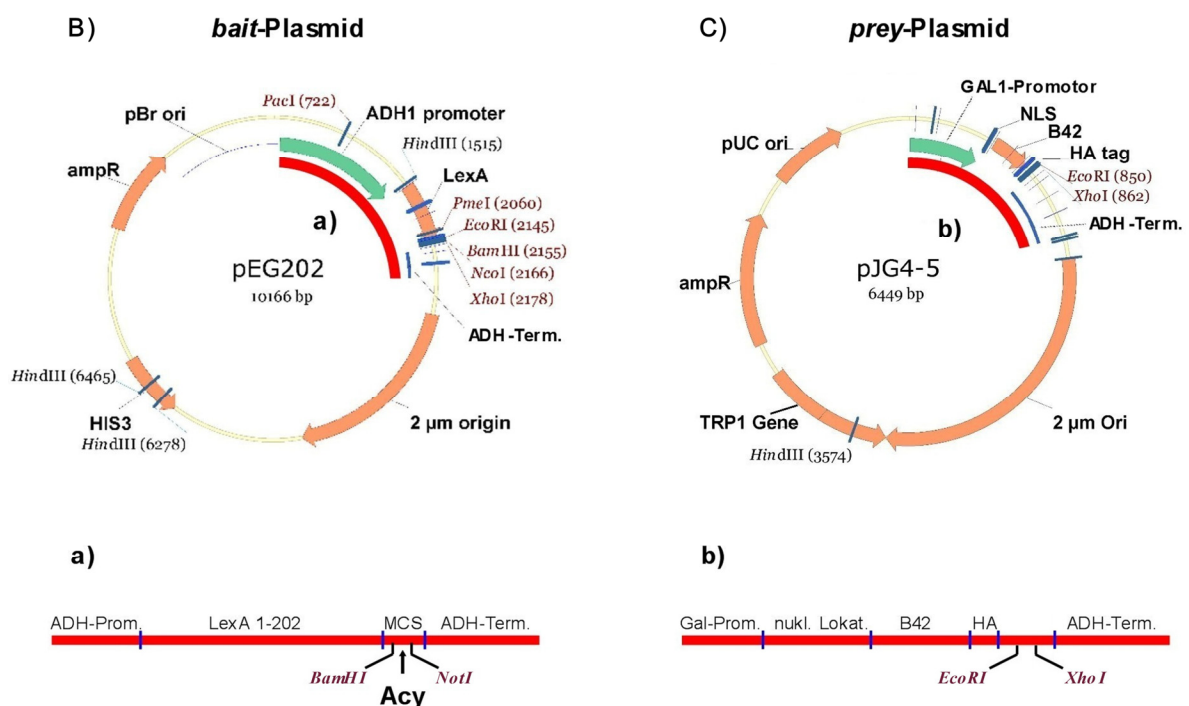 B) bait-Plasmid
PacI (722)
ADH1 promoter
pBr ori
HindIII (1515)
ampR
LexA
PmeI (2060)
a)
EcoRI (2145)
pEG202
BamHI (2155)
10166 bp
NcoI (2166)
XhoI (2178)
ADH-Term.
HindIII (6465)
HIS3
2 µm origin
HindIII (6278)
C) prey-Plasmid
GAL1-Promotor
NLS
pUC ori
B42
HA tag
EcoRI (850)
XhoI (862)
ADH-Term.
b)
pJG4-5
ampR
6449 bp
TRP1 Gene
2 µm Ori
HindIII (3574)
a)
ADH-Prom. LexA 1-202 MCS ADH-Term.
BamHI NotI
Acy
b)
Gal-Prom. nukl. Lokat. B42 HA ADH-Term.
EcoRI XhoI